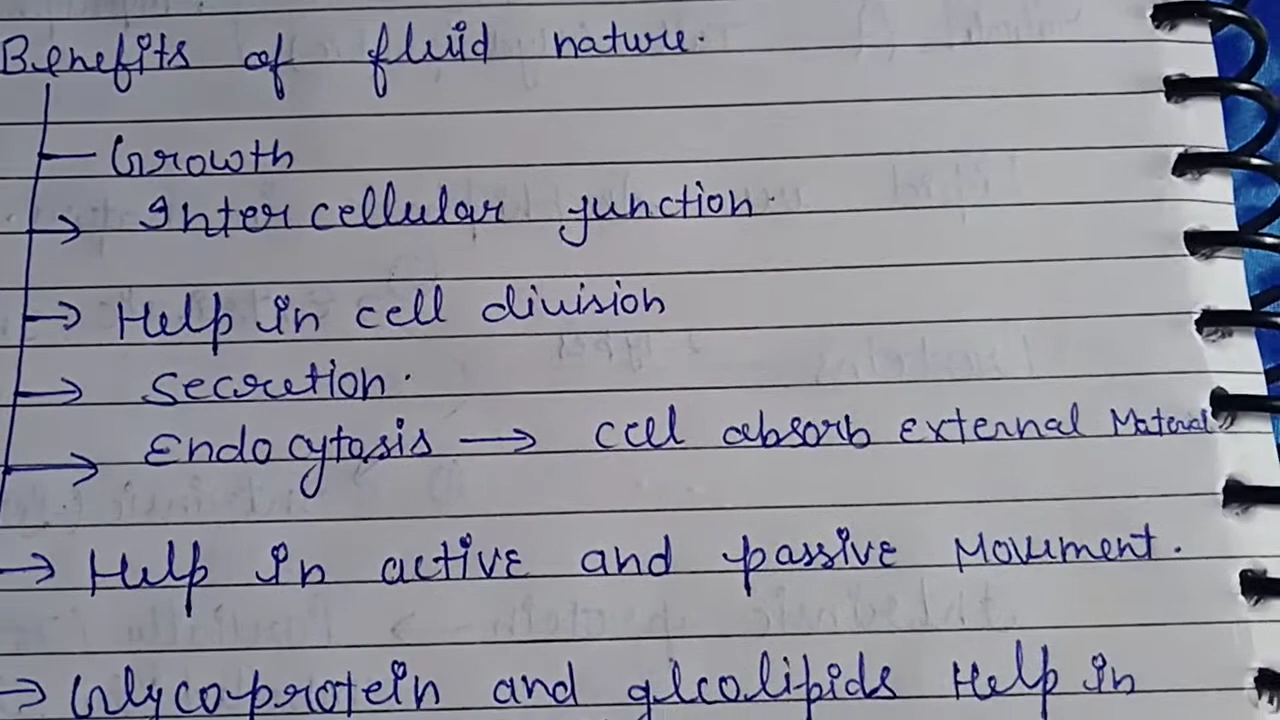 Benefits of fluid nature.
- Growth
→ Intercellular junction.
→ Help in cell division
→ Secretion.
→ Endocytosis → cell absorb external Material
→ Help in active and passive Movement.
→ Glycoprotein and glcolipids Help in